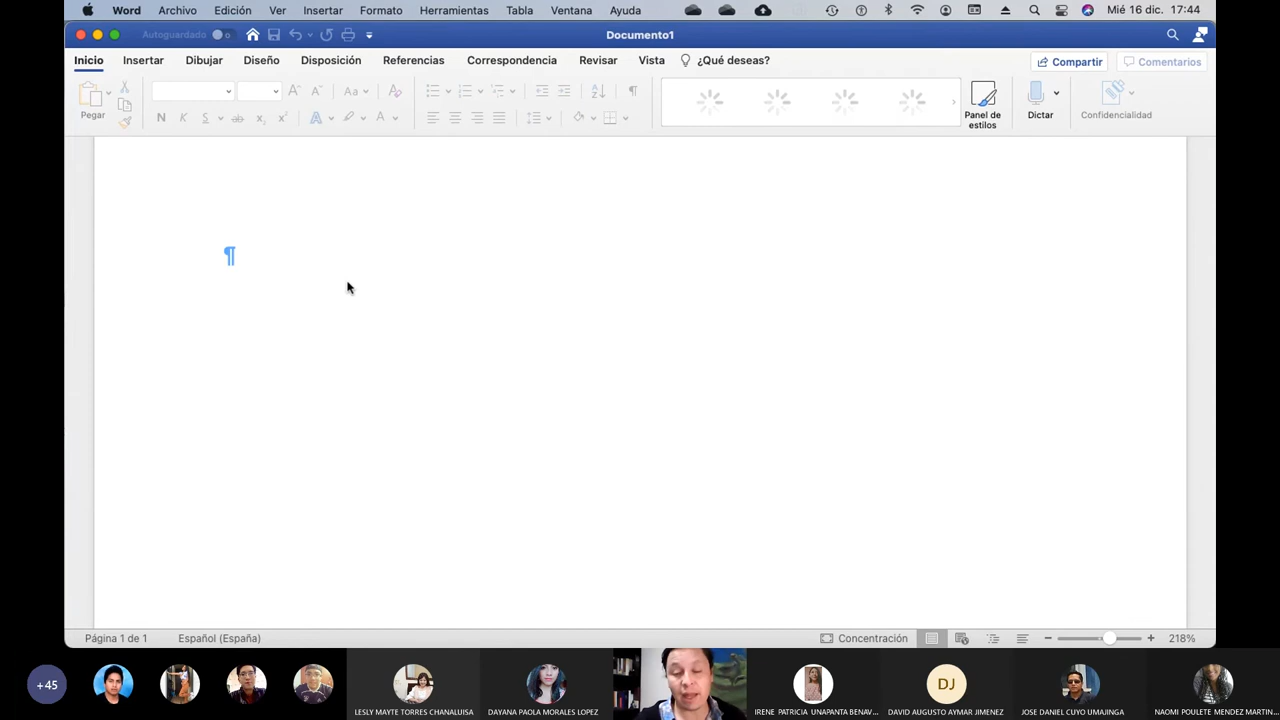 Word Archivo Edición Ver Insertar Formato Herramientas Tabla Ventana Ayuda Mié 16 dic. 17:44
Autoguardado Documento1
Inicio Insertar Dibujar Diseño Disposición Referencias Correspondencia Revisar Vista ¿Qué deseas? Compartir Comentarios
Aa
Pegar N S ab x A A Panel de estilos Dictar Confidencialidad
¶
Página 1 de 1 Español (España) Concentración 218%
+45 DJ
LESLY MAYTE TORRES CHANALUISA DAYANA PAOLA MORALES LOPEZ IRENE PATRICIA UNAPANTA BENAV... DAVID AUGUSTO AYMAR JIMENEZ JOSE DANIEL CUYO UMAJINGA NAOMI POULETE MENDEZ MARTIN...